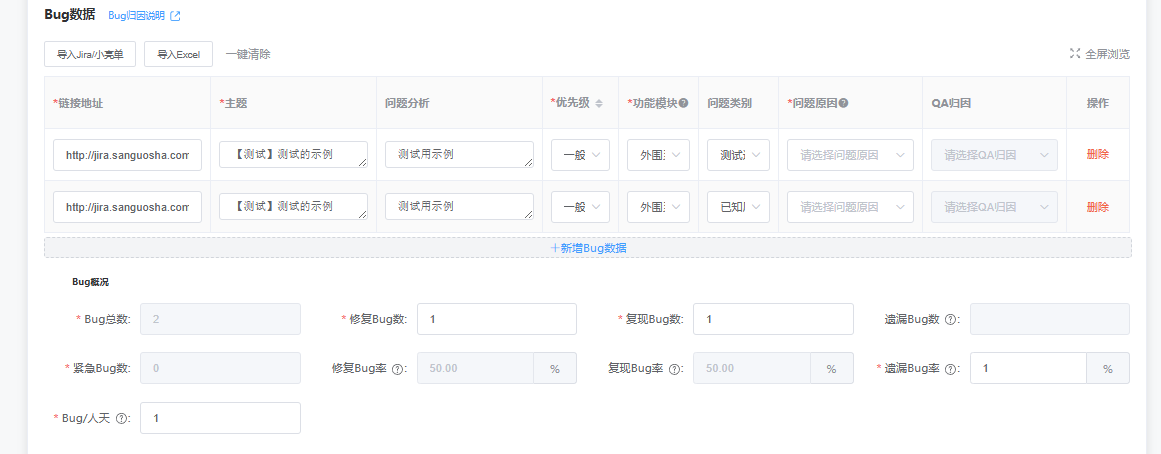 Bug数据 Bug归因说明
导入Jira/小亮单 导入Excel 一键清除 全屏浏览
*链接地址 *主题 问题分析 *优先级 *功能模块 问题类别 *问题原因 QA归因 操作
http://jira.sanguosha.com 【测试】测试的示例 测试用示例 一般 外围 测试 请选择问题原因 请选择QA归因 删除
http://jira.sanguosha.com 【测试】测试的示例 测试用示例 一般 外围 已知 请选择问题原因 请选择QA归因 删除
+新增Bug数据
Bug概况
* Bug总数: 2 * 修复Bug数: 1 * 复现Bug数: 1 遗漏Bug数 :
* 紧急Bug数: 0 修复Bug率 : 50.00 % 复现Bug率 : 50.00 % * 遗漏Bug率 : 1 %
* Bug/人天 : 1